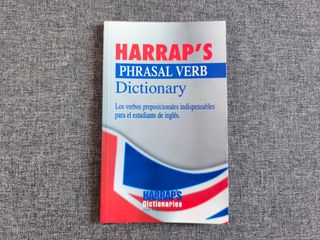 HARRAP'S
PHRASAL VERB
Dictionary
Los verbos preposicionales indispensables
para el estudiante de inglés.
HARRAP'S
Dictionaries